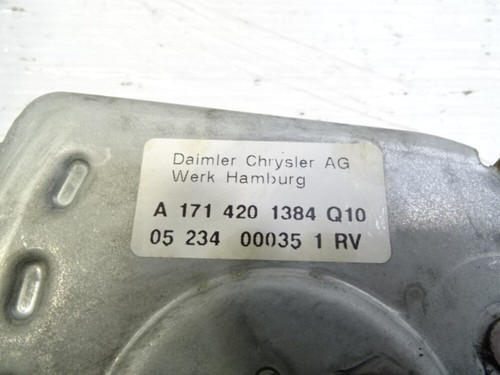 Daimler Chrysler AG
Werk Hamburg
A 171 420 1384 Q10
05 234 00035 1 RV